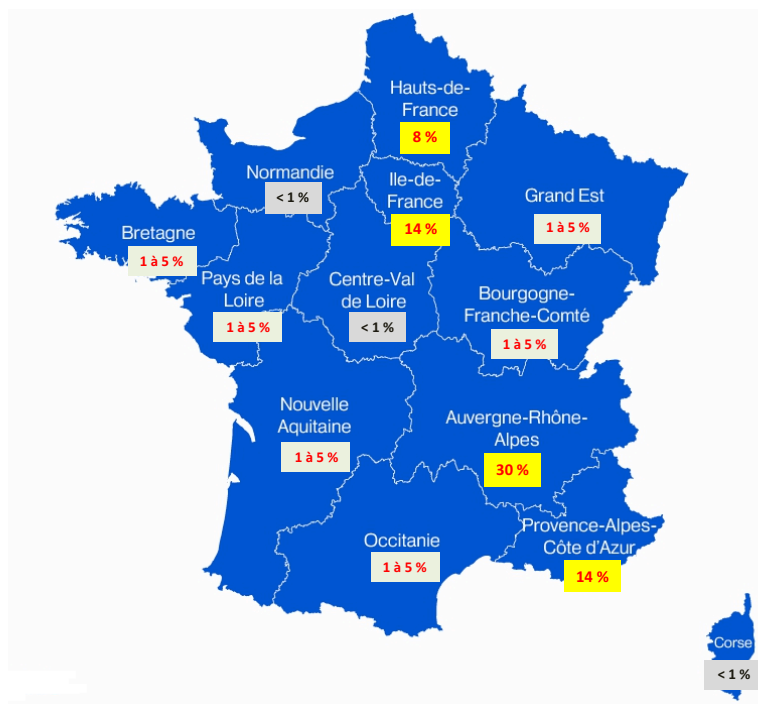 Hauts-de-
France
8 %
Normandie
< 1 %
Ile-de-
France
14 %
Grand Est
1 à 5 %
Bretagne
1 à 5 %
Pays de la
Loire
1 à 5 %
Centre-Val
de Loire
< 1 %
Bourgogne-
Franche-Comté
1 à 5 %
Nouvelle
Aquitaine
1 à 5 %
Auvergne-Rhône-
Alpes
30 %
Occitanie
1 à 5 %
Provence-Alpes-
Côte d'Azur
14 %
Corse
< 1 %